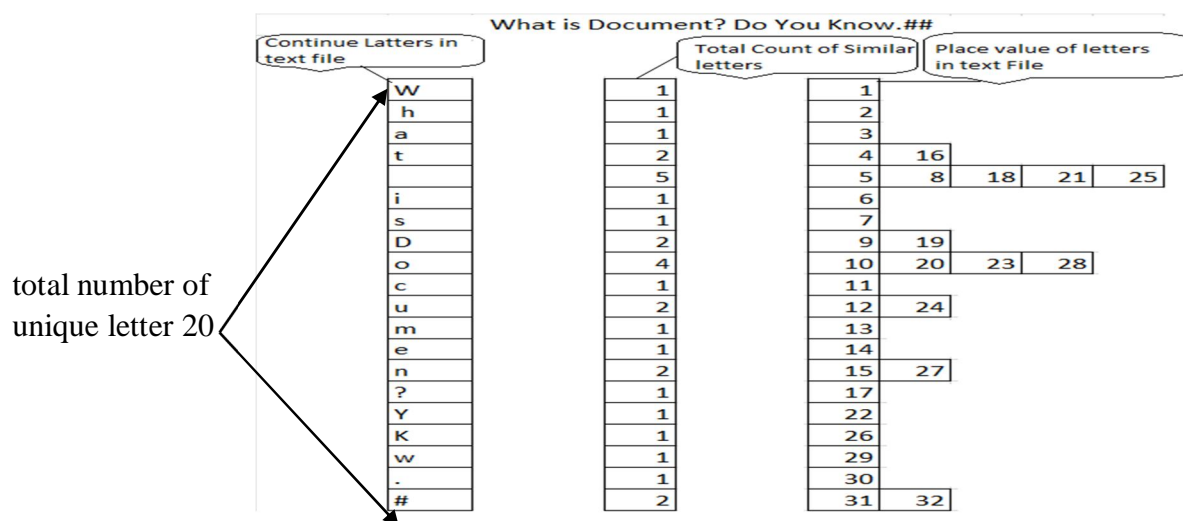 What is Document? Do You Know.##
Continue Latters in
text file
Total Count of Similar
letters
Place value of letters
in text File
W 1 1
h 1 2
a 1 3
t 2 4 16
5 5 8 18 21 25
i 1 6
s 1 7
D 2 9 19
o 4 10 20 23 28
c 1 11
u 2 12 24
m 1 13
e 1 14
n 2 15 27
? 1 17
Y 1 22
K 1 26
w 1 29
. 1 30
# 2 31 32
total number of
unique letter 20